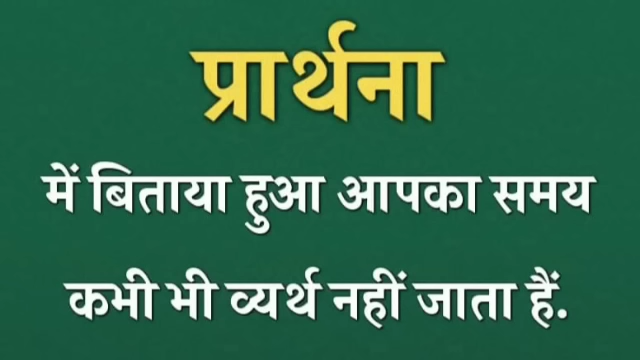 प्रार्थना
में बिताया हुआ आपका समय
कभी भी व्यर्थ नहीं जाता हैं.